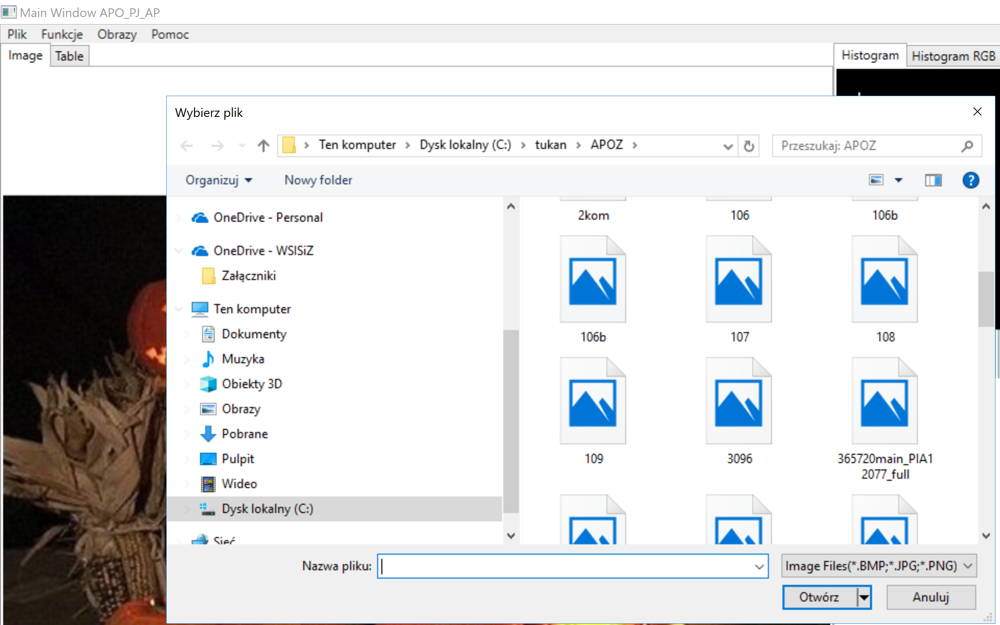 Main Window APO_PJ_AP
Plik Funkcje Obrazy Pomoc
Image Table Histogram Histogram RGB
Wybierz plik
Ten komputer Dysk lokalny (C:) tukan APOZ Przeszukaj: APOZ
Organizuj Nowy folder
OneDrive - Personal
OneDrive - WSISiZ
Załączniki
Ten komputer
Dokumenty
Muzyka
Obiekty 3D
Obrazy
Pobrane
Pulpit
Wideo
Dysk lokalny (C:)
Sieć
2kom 106 106b
106b 107 108
109 3096 365720main_PIA1
2077_full
Nazwa pliku: Image Files(*.BMP;*.JPG;*.PNG)
Otwórz Anuluj